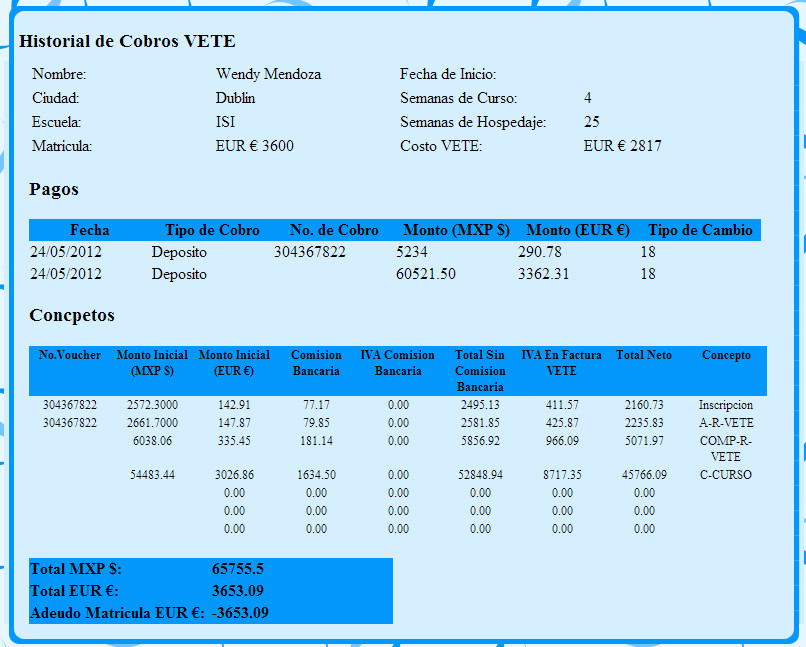 Historial de Cobros VETE
Nombre: Wendy Mendoza Fecha de Inicio:
Ciudad: Dublin Semanas de Curso: 4
Escuela: ISI Semanas de Hospedaje: 25
Matricula: EUR € 3600 Costo VETE: EUR € 2817
Pagos
Fecha Tipo de Cobro No. de Cobro Monto (MXP $) Monto (EUR €) Tipo de Cambio
24/05/2012 Deposito 304367822 5234 290.78 18
24/05/2012 Deposito 60521.50 3362.31 18
Concpetos
No.Voucher Monto Inicial Monto Inicial Comision IVA Comision Total Sin IVA En Factura Total Neto Concepto
(MXP $) (EUR €) Bancaria Bancaria Comision VETE
Bancaria
304367822 2572.3000 142.91 77.17 0.00 2495.13 411.57 2160.73 Inscripcion
304367822 2661.7000 147.87 79.85 0.00 2581.85 425.87 2235.83 A-R-VETE
6038.06 335.45 181.14 0.00 5856.92 966.09 5071.97 COMP-R-
VETE
54483.44 3026.86 1634.50 0.00 52848.94 8717.35 45766.09 C-CURSO
0.00 0.00 0.00 0.00 0.00 0.00
0.00 0.00 0.00 0.00 0.00 0.00
0.00 0.00 0.00 0.00 0.00 0.00
Total MXP $: 65755.5
Total EUR €: 3653.09
Adeudo Matricula EUR €: -3653.09